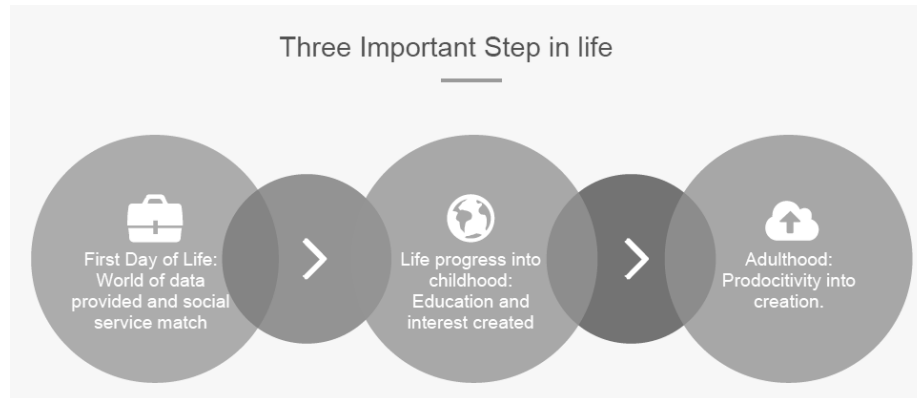 Three Important Step in life
First Day of Life:
World of data
provided and social
service match
Life progress into
childhood:
Education and
interest created
Adulthood:
Prodocitivity into
creation.